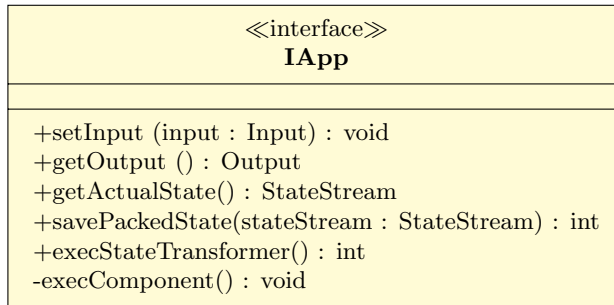 ≪interface≫
IApp
+setInput (input : Input) : void
+getOutput () : Output
+getActualState() : StateStream
+savePackedState(stateStream : StateStream) : int
+execStateTransformer() : int
-execComponent() : void